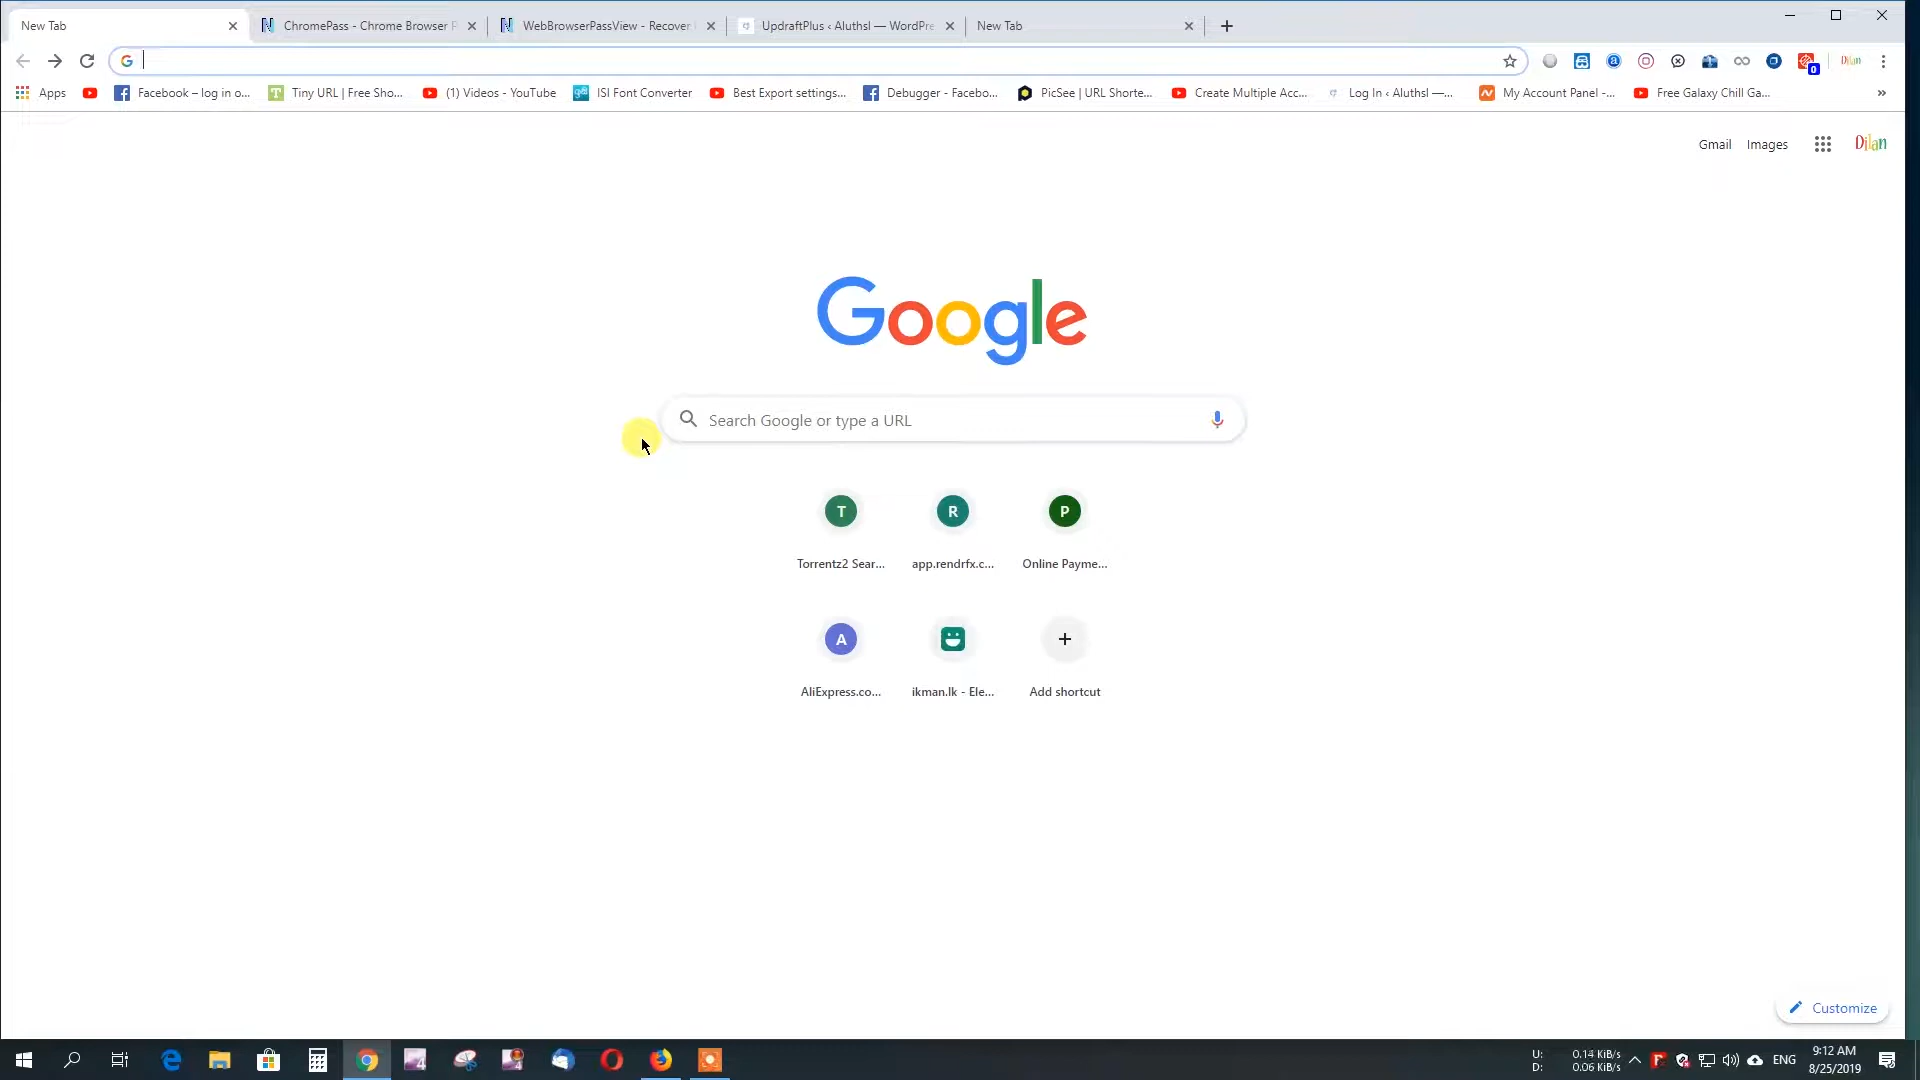 New Tab
ChromePass - Chrome Browser P
WebBrowserPassView - Recover
UpdraftPlus ‹ Aluthsl — WordPre
New Tab
Dilan
Apps
Facebook – log in o...
Tiny URL | Free Sho...
(1) Videos - YouTube
ISI Font Converter
Best Export settings...
Debugger - Facebo...
PicSee | URL Shorte...
Create Multiple Acc...
Log In ‹ Aluthsl —...
My Account Panel -...
Free Galaxy Chill Ga...
»
Gmail
Images
Dilan
Google
Search Google or type a URL
T
R
P
Torrentz2 Sear...
app.rendrfx.c...
Online Payme...
A
AliExpress.co...
ikman.lk - Ele...
Add shortcut
Customize
U: 0.14 KiB/s
D: 0.06 KiB/s
ENG
9:12 AM
8/25/2019